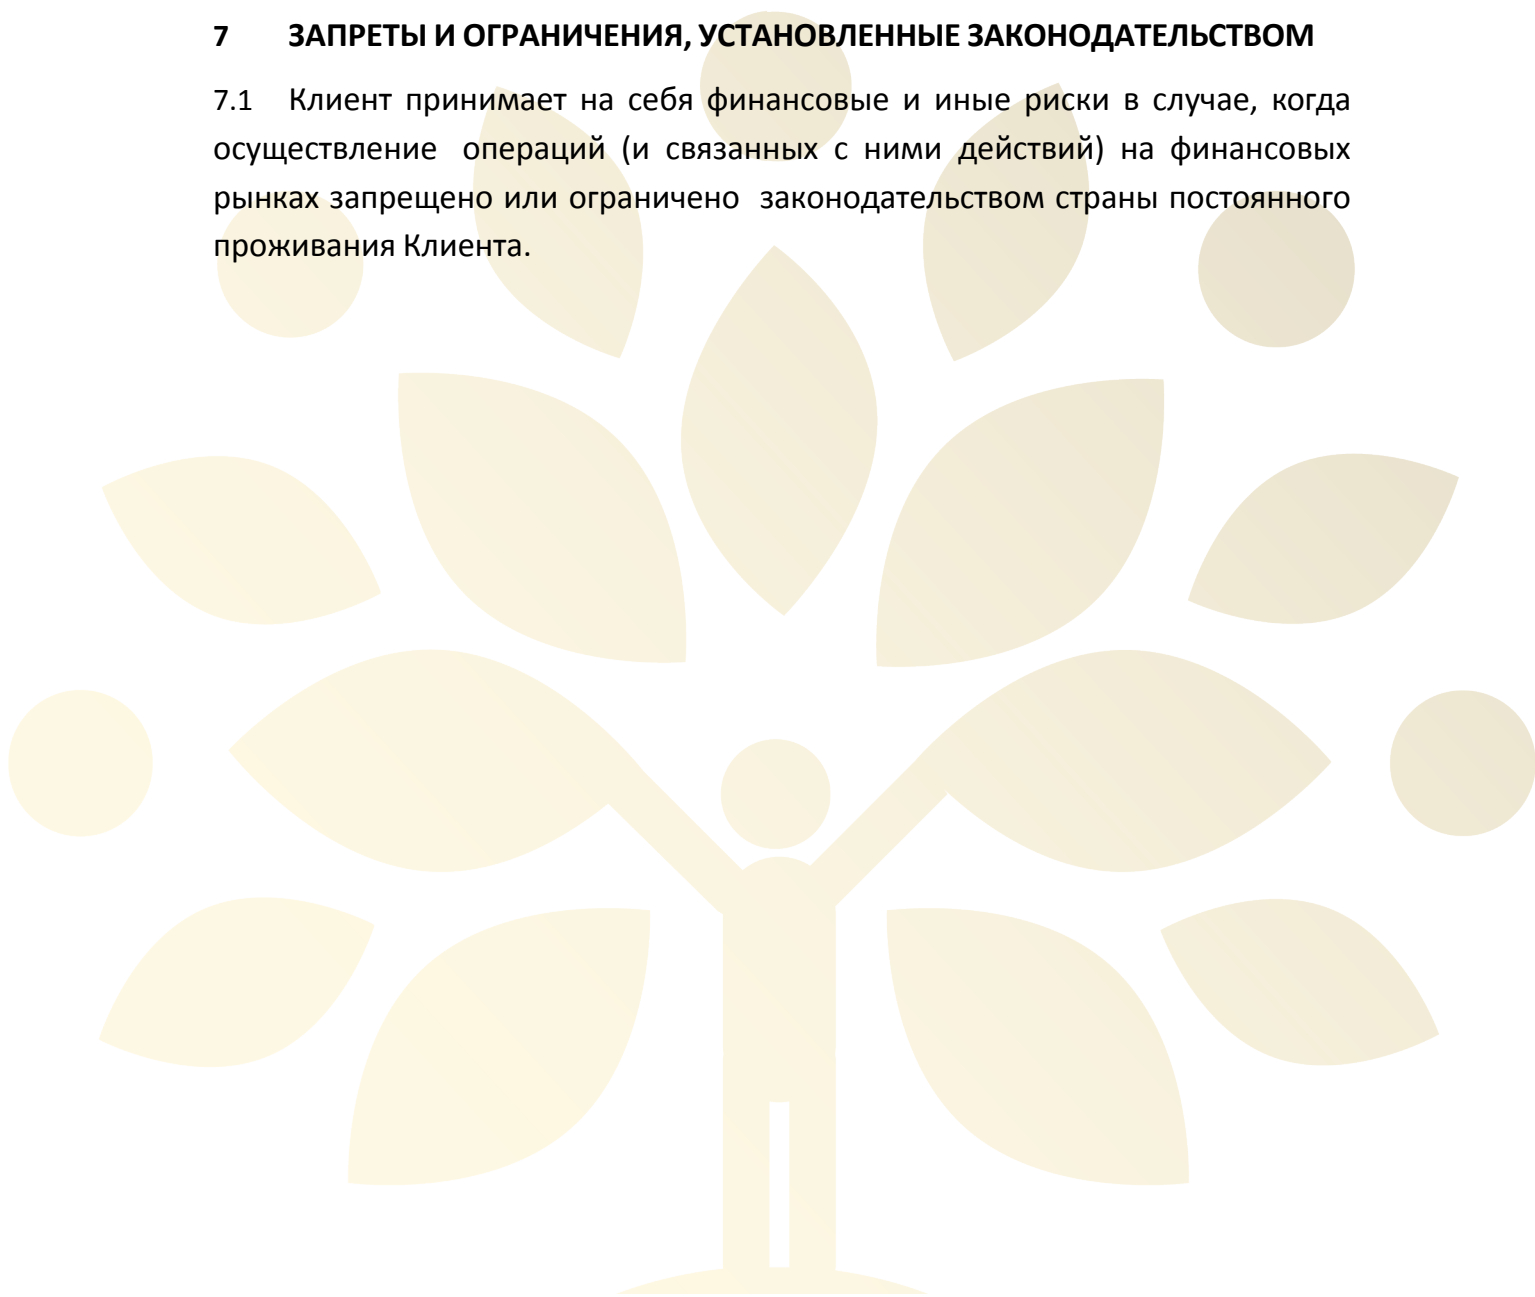 7 ЗАПРЕТЫ И ОГРАНИЧЕНИЯ, УСТАНОВЛЕННЫЕ ЗАКОНОДАТЕЛЬСТВОМ
7.1 Клиент принимает на себя финансовые и иные риски в случае, когда
осуществление операций (и связанных с ними действий) на финансовых
рынках запрещено или ограничено законодательством страны постоянного
проживания Клиента.